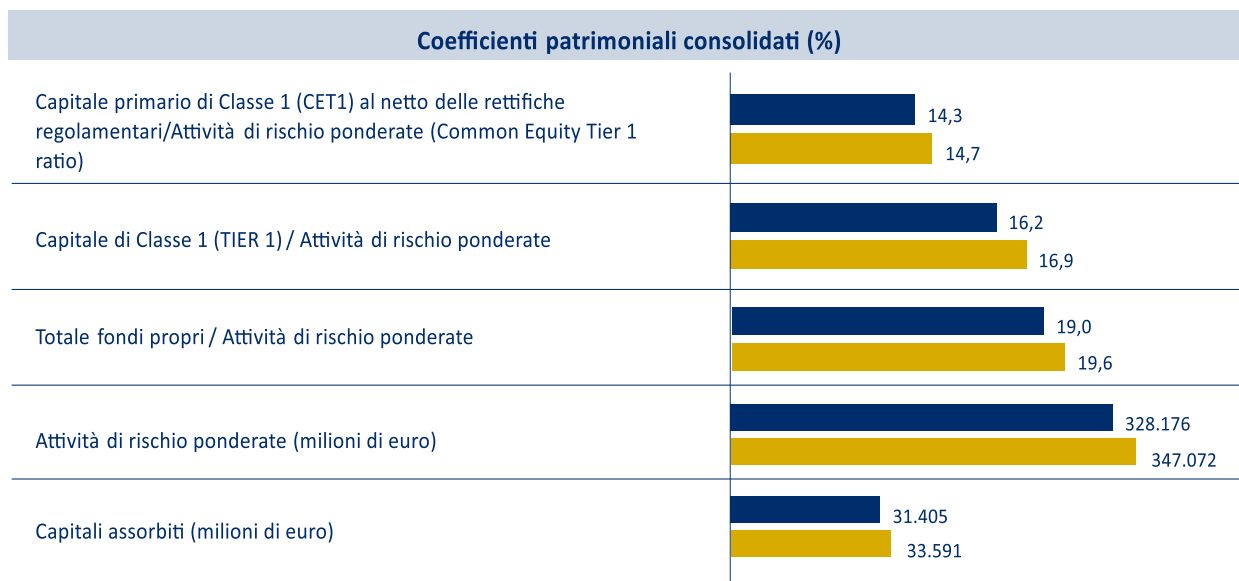 Coefficienti patrimoniali consolidati (%)
Capitale primario di Classe 1 (CET1) al netto delle rettifiche
regolamentari/Attività di rischio ponderate (Common Equity Tier 1
ratio)
14,3
14,7
Capitale di Classe 1 (TIER 1) / Attività di rischio ponderate
16,2
16,9
Totale fondi propri / Attività di rischio ponderate
19,0
19,6
Attività di rischio ponderate (milioni di euro)
328.176
347.072
Capitali assorbiti (milioni di euro)
31.405
33.591